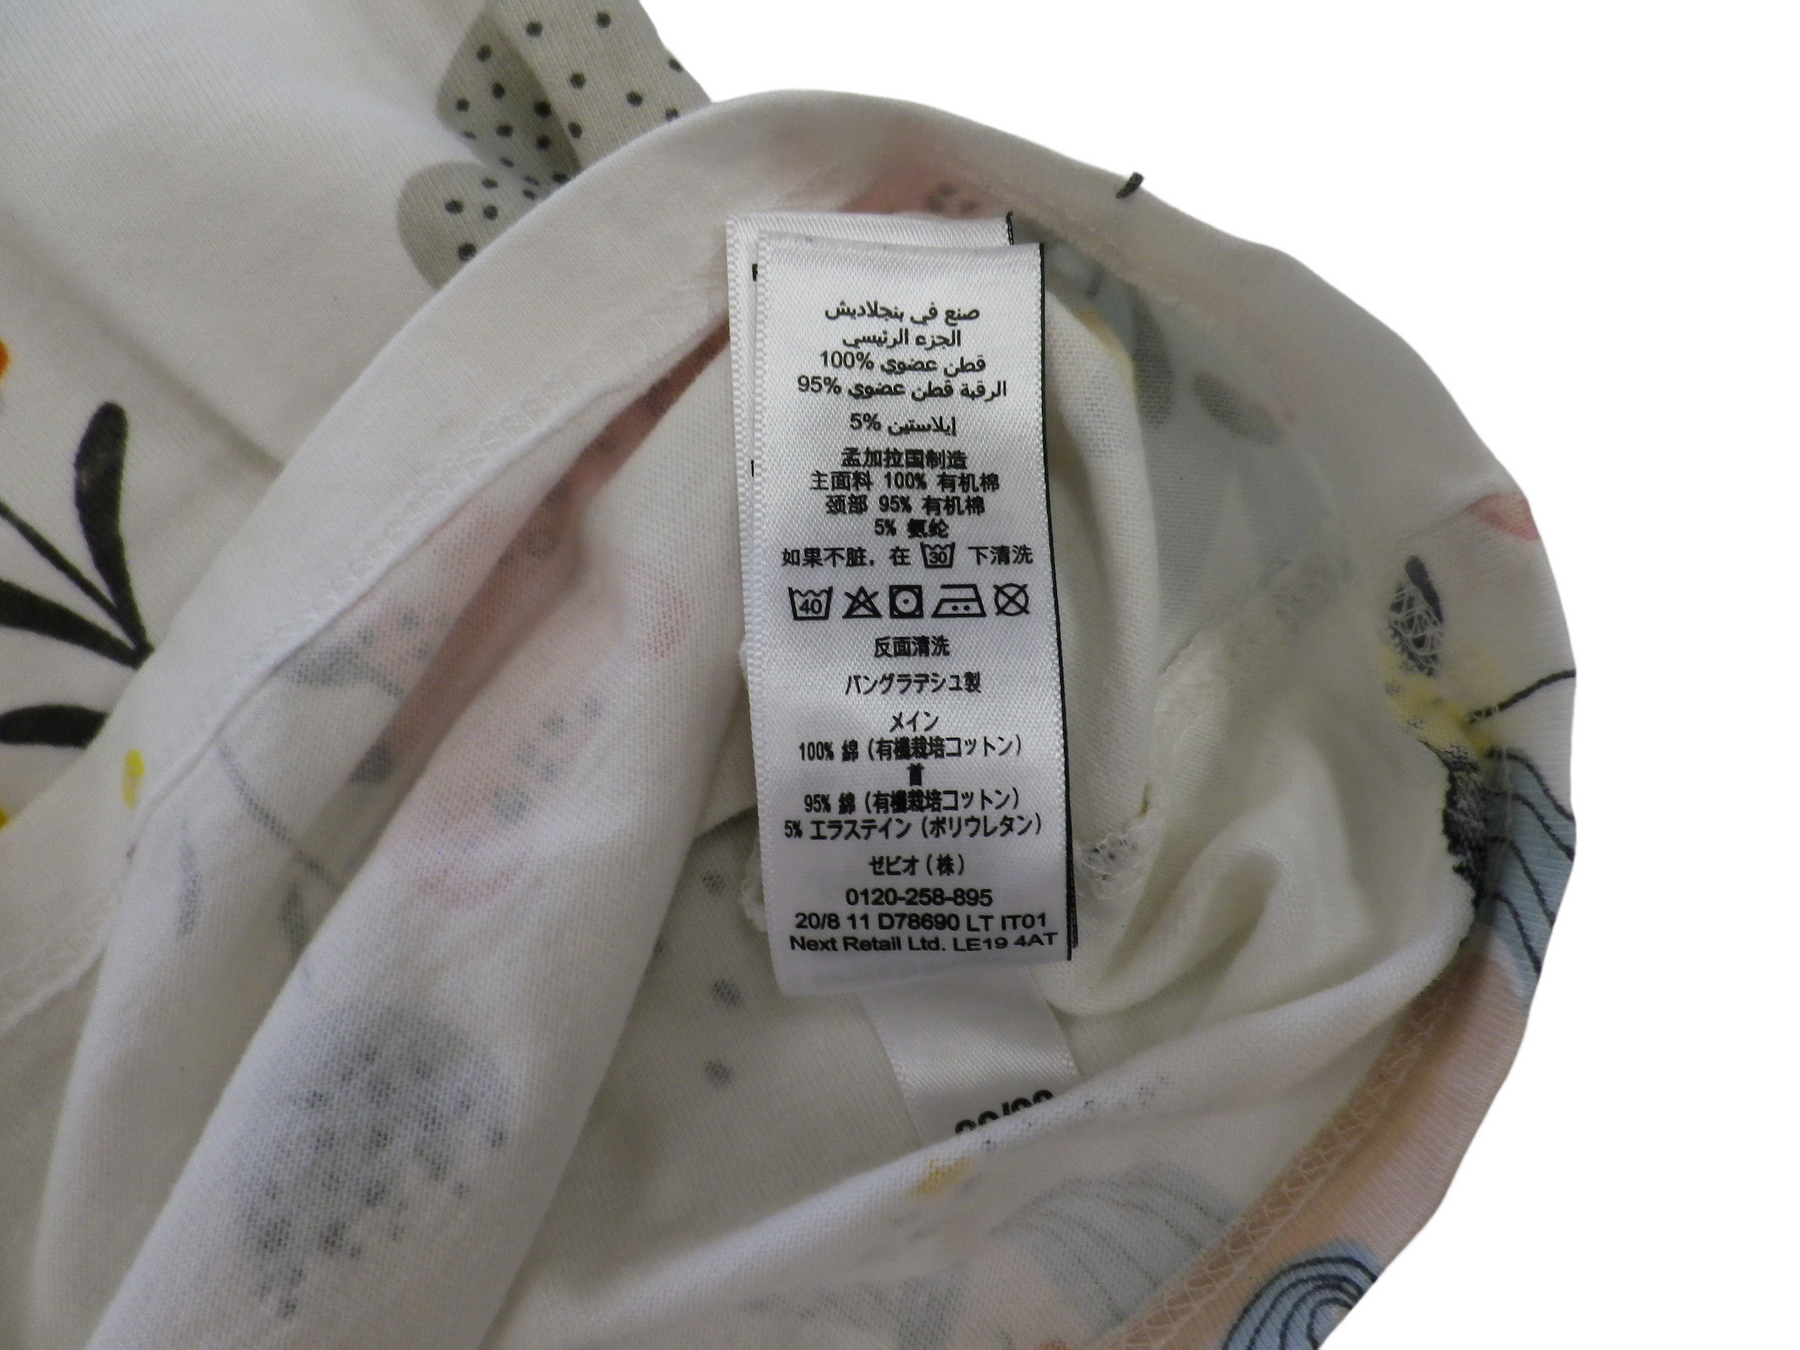 صنع في بنجلاديش
الجزء الرئيسي
100% قطن عضوي
الرقبة قطن عضوي 95%
إيلاستين 5%
孟加拉国制造
主面料 100% 有机棉
颈部 95% 有机棉
5% 氨纶
如果不脏，在 30 下清洗
40
反面清洗
バングラデシュ製
メイン
100% 綿 (有機栽培コットン)
首
95% 綿 (有機栽培コットン)
5% エラステイン (ポリウレタン)
ゼビオ (株)
0120-258-895
20/8 11 D78690 LT IT01
Next Retail Ltd. LE19 4AT